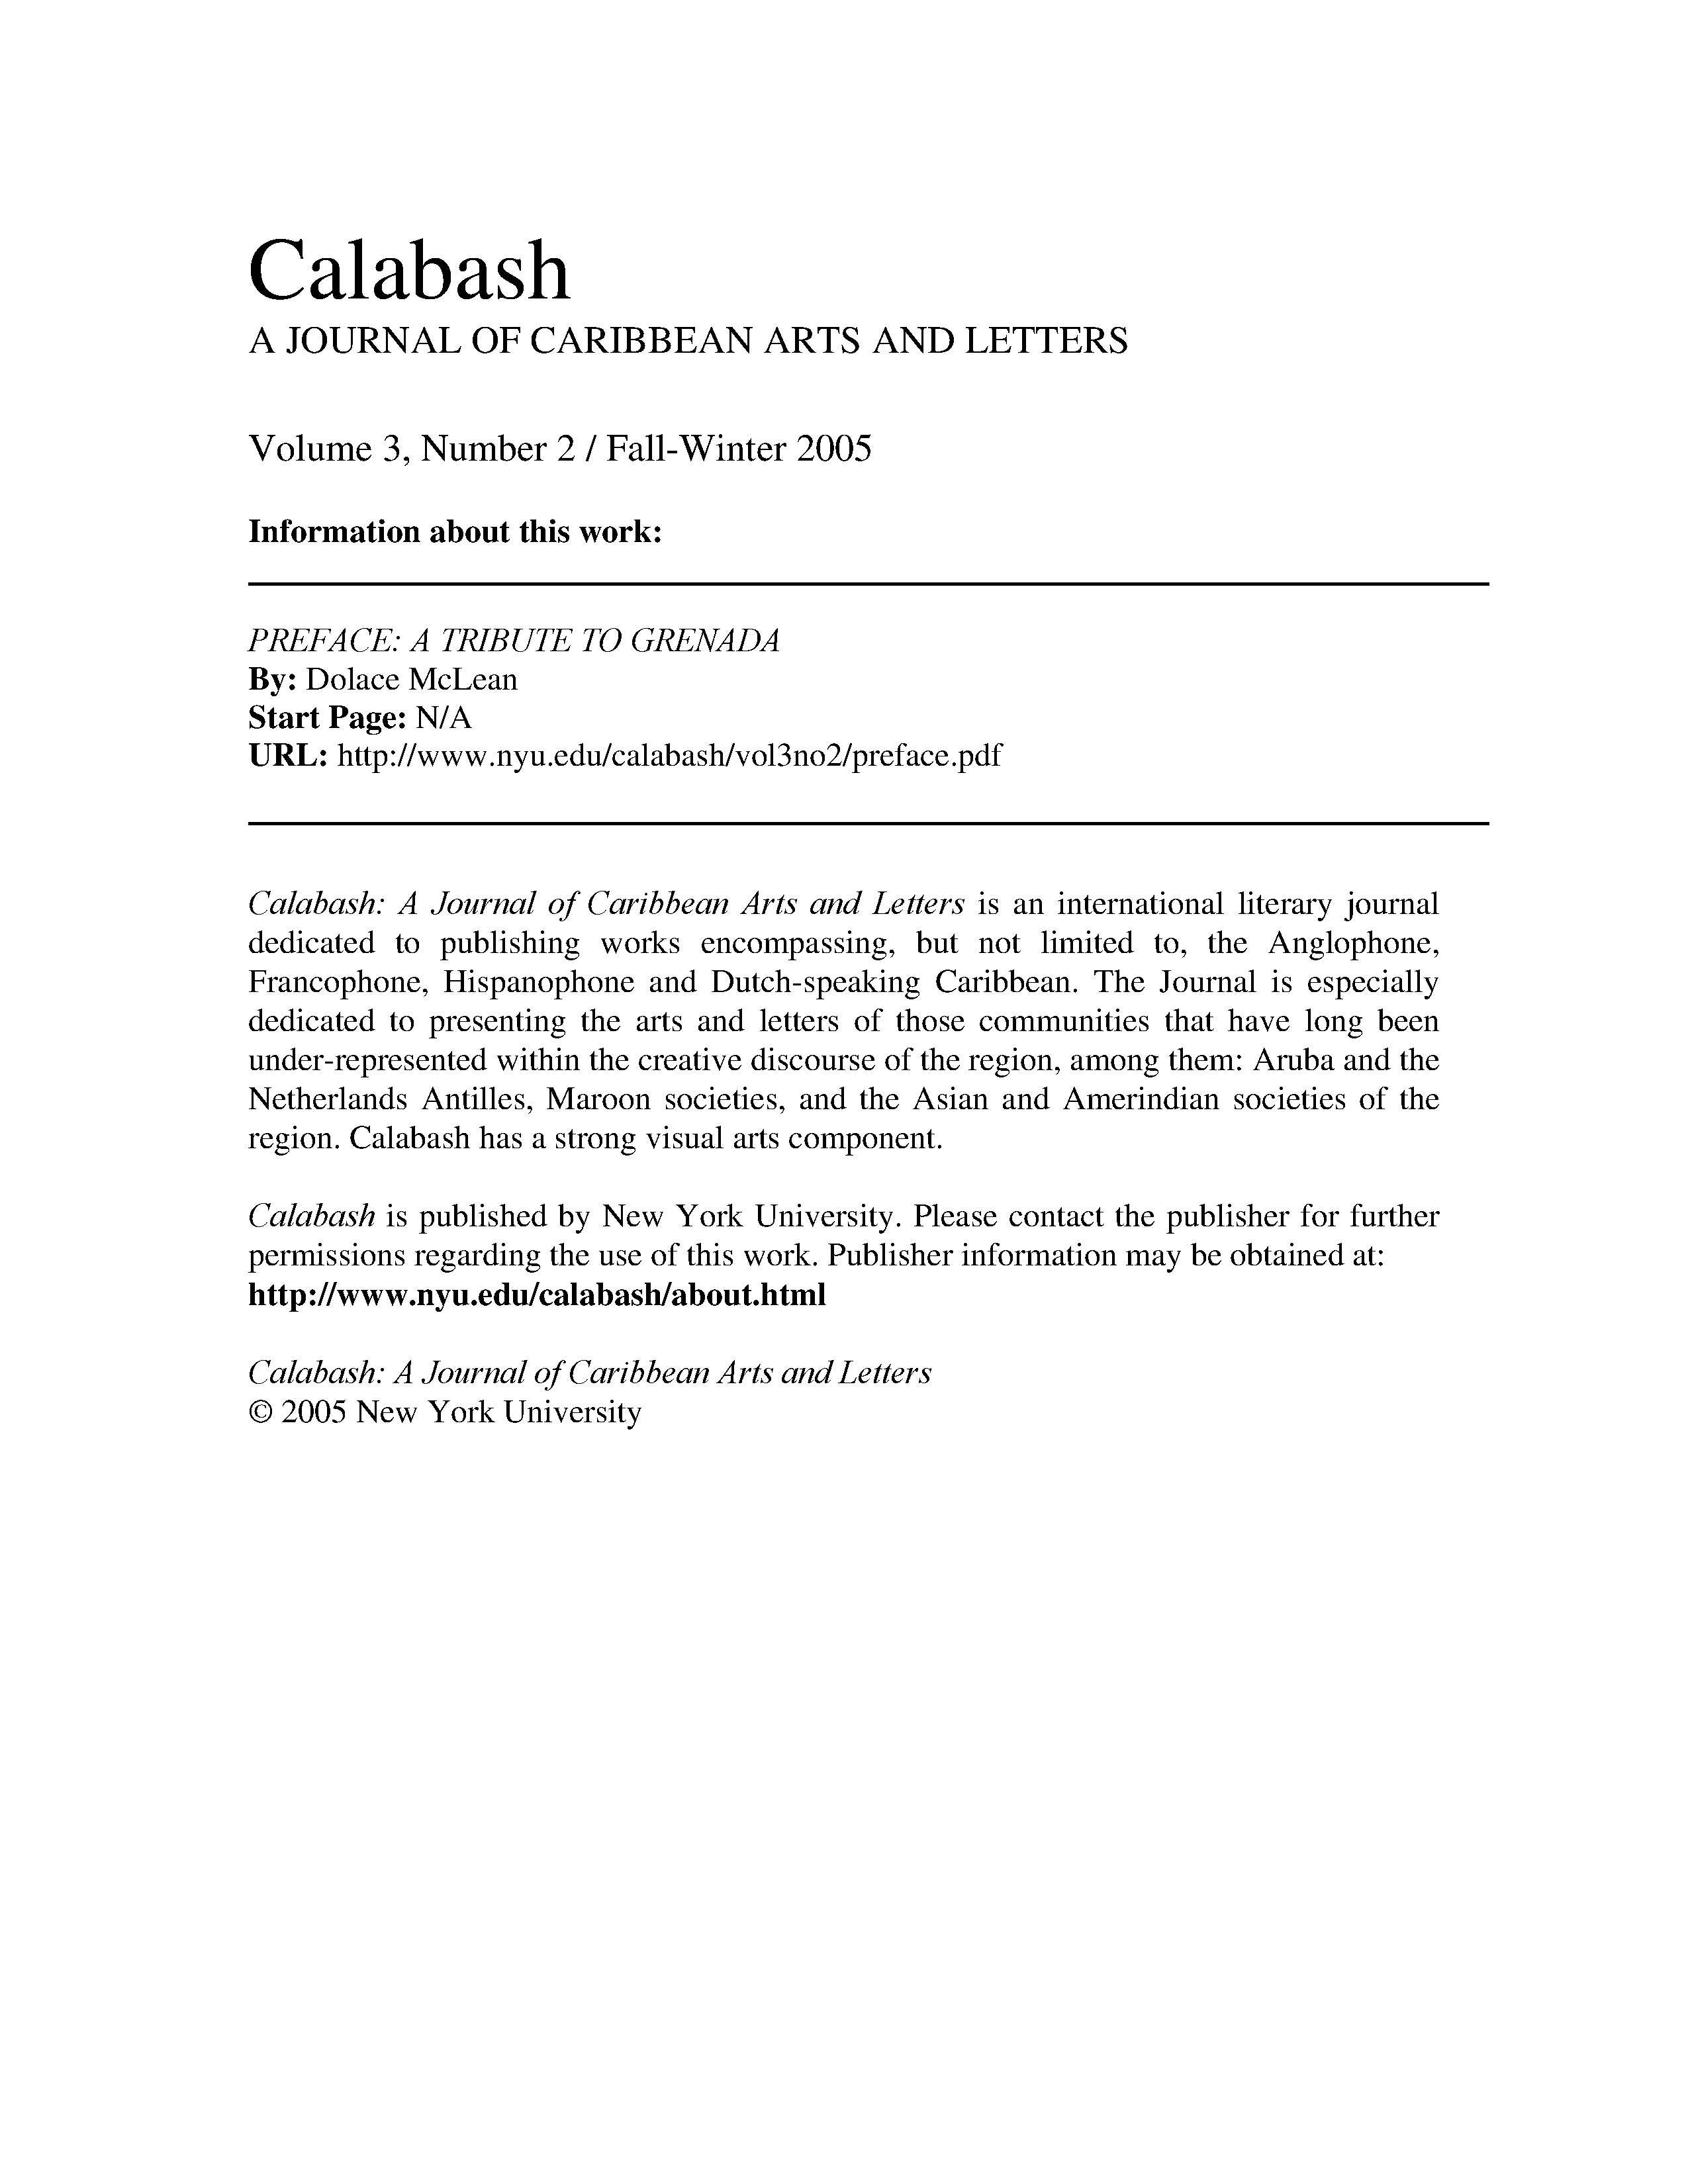 Calabash
A JOURNAL OF CARIBBEAN ARTS AND LETTERS
Volume 3, Number 2 / Fall-Winter 2005
Information about this work:
PREFACE: A TRIBUTE TO GRENADA
By: Dolace McLean
Start Page: N/A
URL: http://www.nyu.edu/calabash/vol3no2/preface.pdf
Calabash: A Journal of Caribbean Arts and Letters is an international literary journal
dedicated to publishing works encompassing, but not limited to, the Anglophone,
Francophone, Hispanophone and Dutch-speaking Caribbean. The Journal is especially
dedicated to presenting the arts and letters of those communities that have long been
under-represented within the creative discourse of the region, among them: Aruba and the
Netherlands Antilles, Maroon societies, and the Asian and Amerindian societies of the
region. Calabash has a strong visual arts component.
Calabash is published by New York University. Please contact the publisher for further
permissions regarding the use of this work. Publisher information may be obtained at:
http://www.nyu.edu/calabash/about.html
Calabash: A Journal of Caribbean Arts and Letters
© 2005 New York University